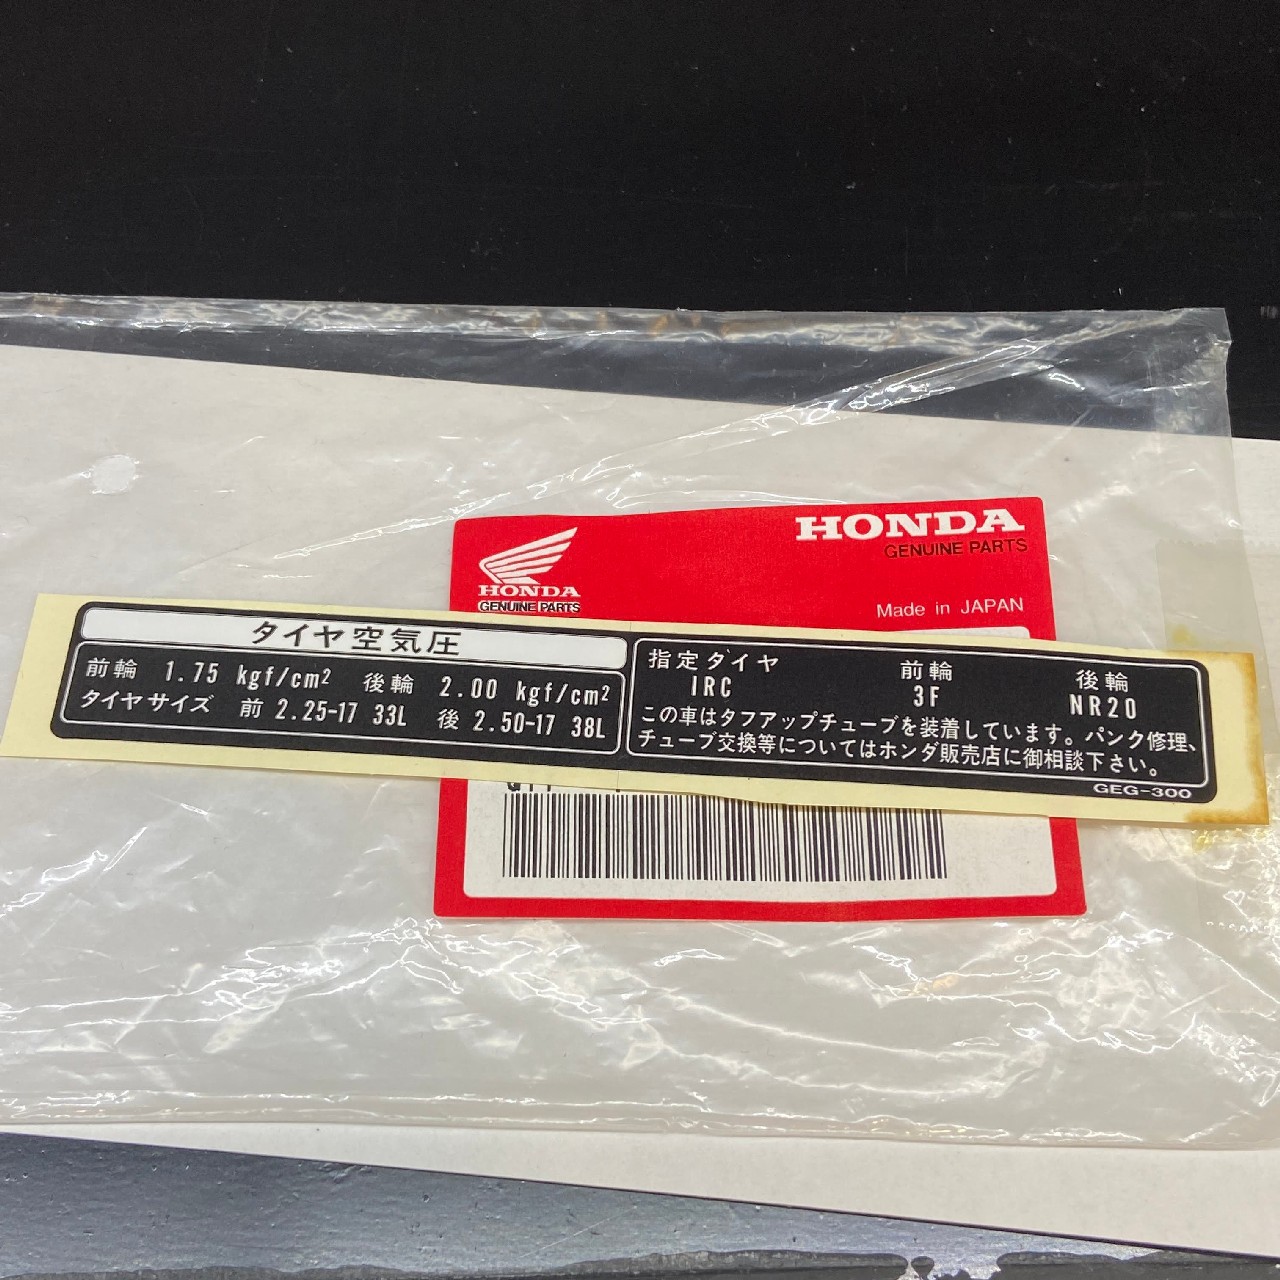 HONDA
GENUINE PARTS
HONDA
GENUINE PARTS
Made in JAPAN
タイヤ空気圧
前輪 1.75 kgf/cm² 後輪 2.00 kgf/cm²
タイヤサイズ 前 2.25-17 33L 後 2.50-17 38L
指定タイヤ 前輪 後輪
IRC 3F NR20
この車はタフアップチューブを装着しています。パンク修理、
チューブ交換等についてはホンダ販売店に御相談下さい。
GEG-300